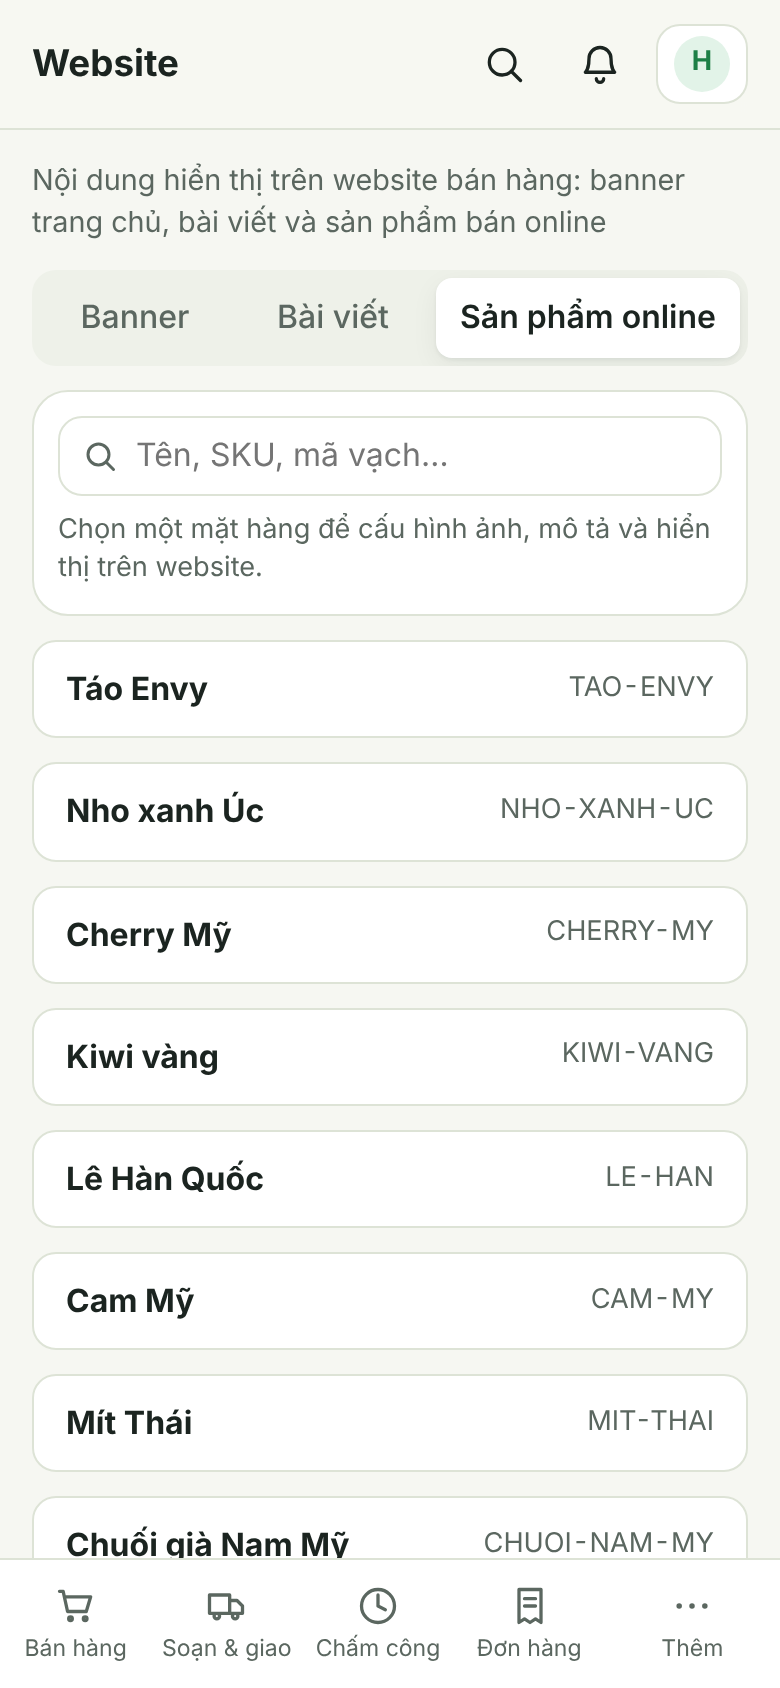 Website
H
Nội dung hiển thị trên website bán hàng: banner
trang chủ, bài viết và sản phẩm bán online
Banner
Bài viết
Sản phẩm online
Tên, SKU, mã vạch...
Chọn một mặt hàng để cấu hình ảnh, mô tả và hiển
thị trên website.
Táo Envy TAO-ENVY
Nho xanh Úc NHO-XANH-UC
Cherry Mỹ CHERRY-MY
Kiwi vàng KIWI-VANG
Lê Hàn Quốc LE-HAN
Cam Mỹ CAM-MY
Mít Thái MIT-THAI
Chuối già Nam Mỹ CHUOI-NAM-MY
Bán hàng
Soạn & giao
Chấm công
Đơn hàng
Thêm